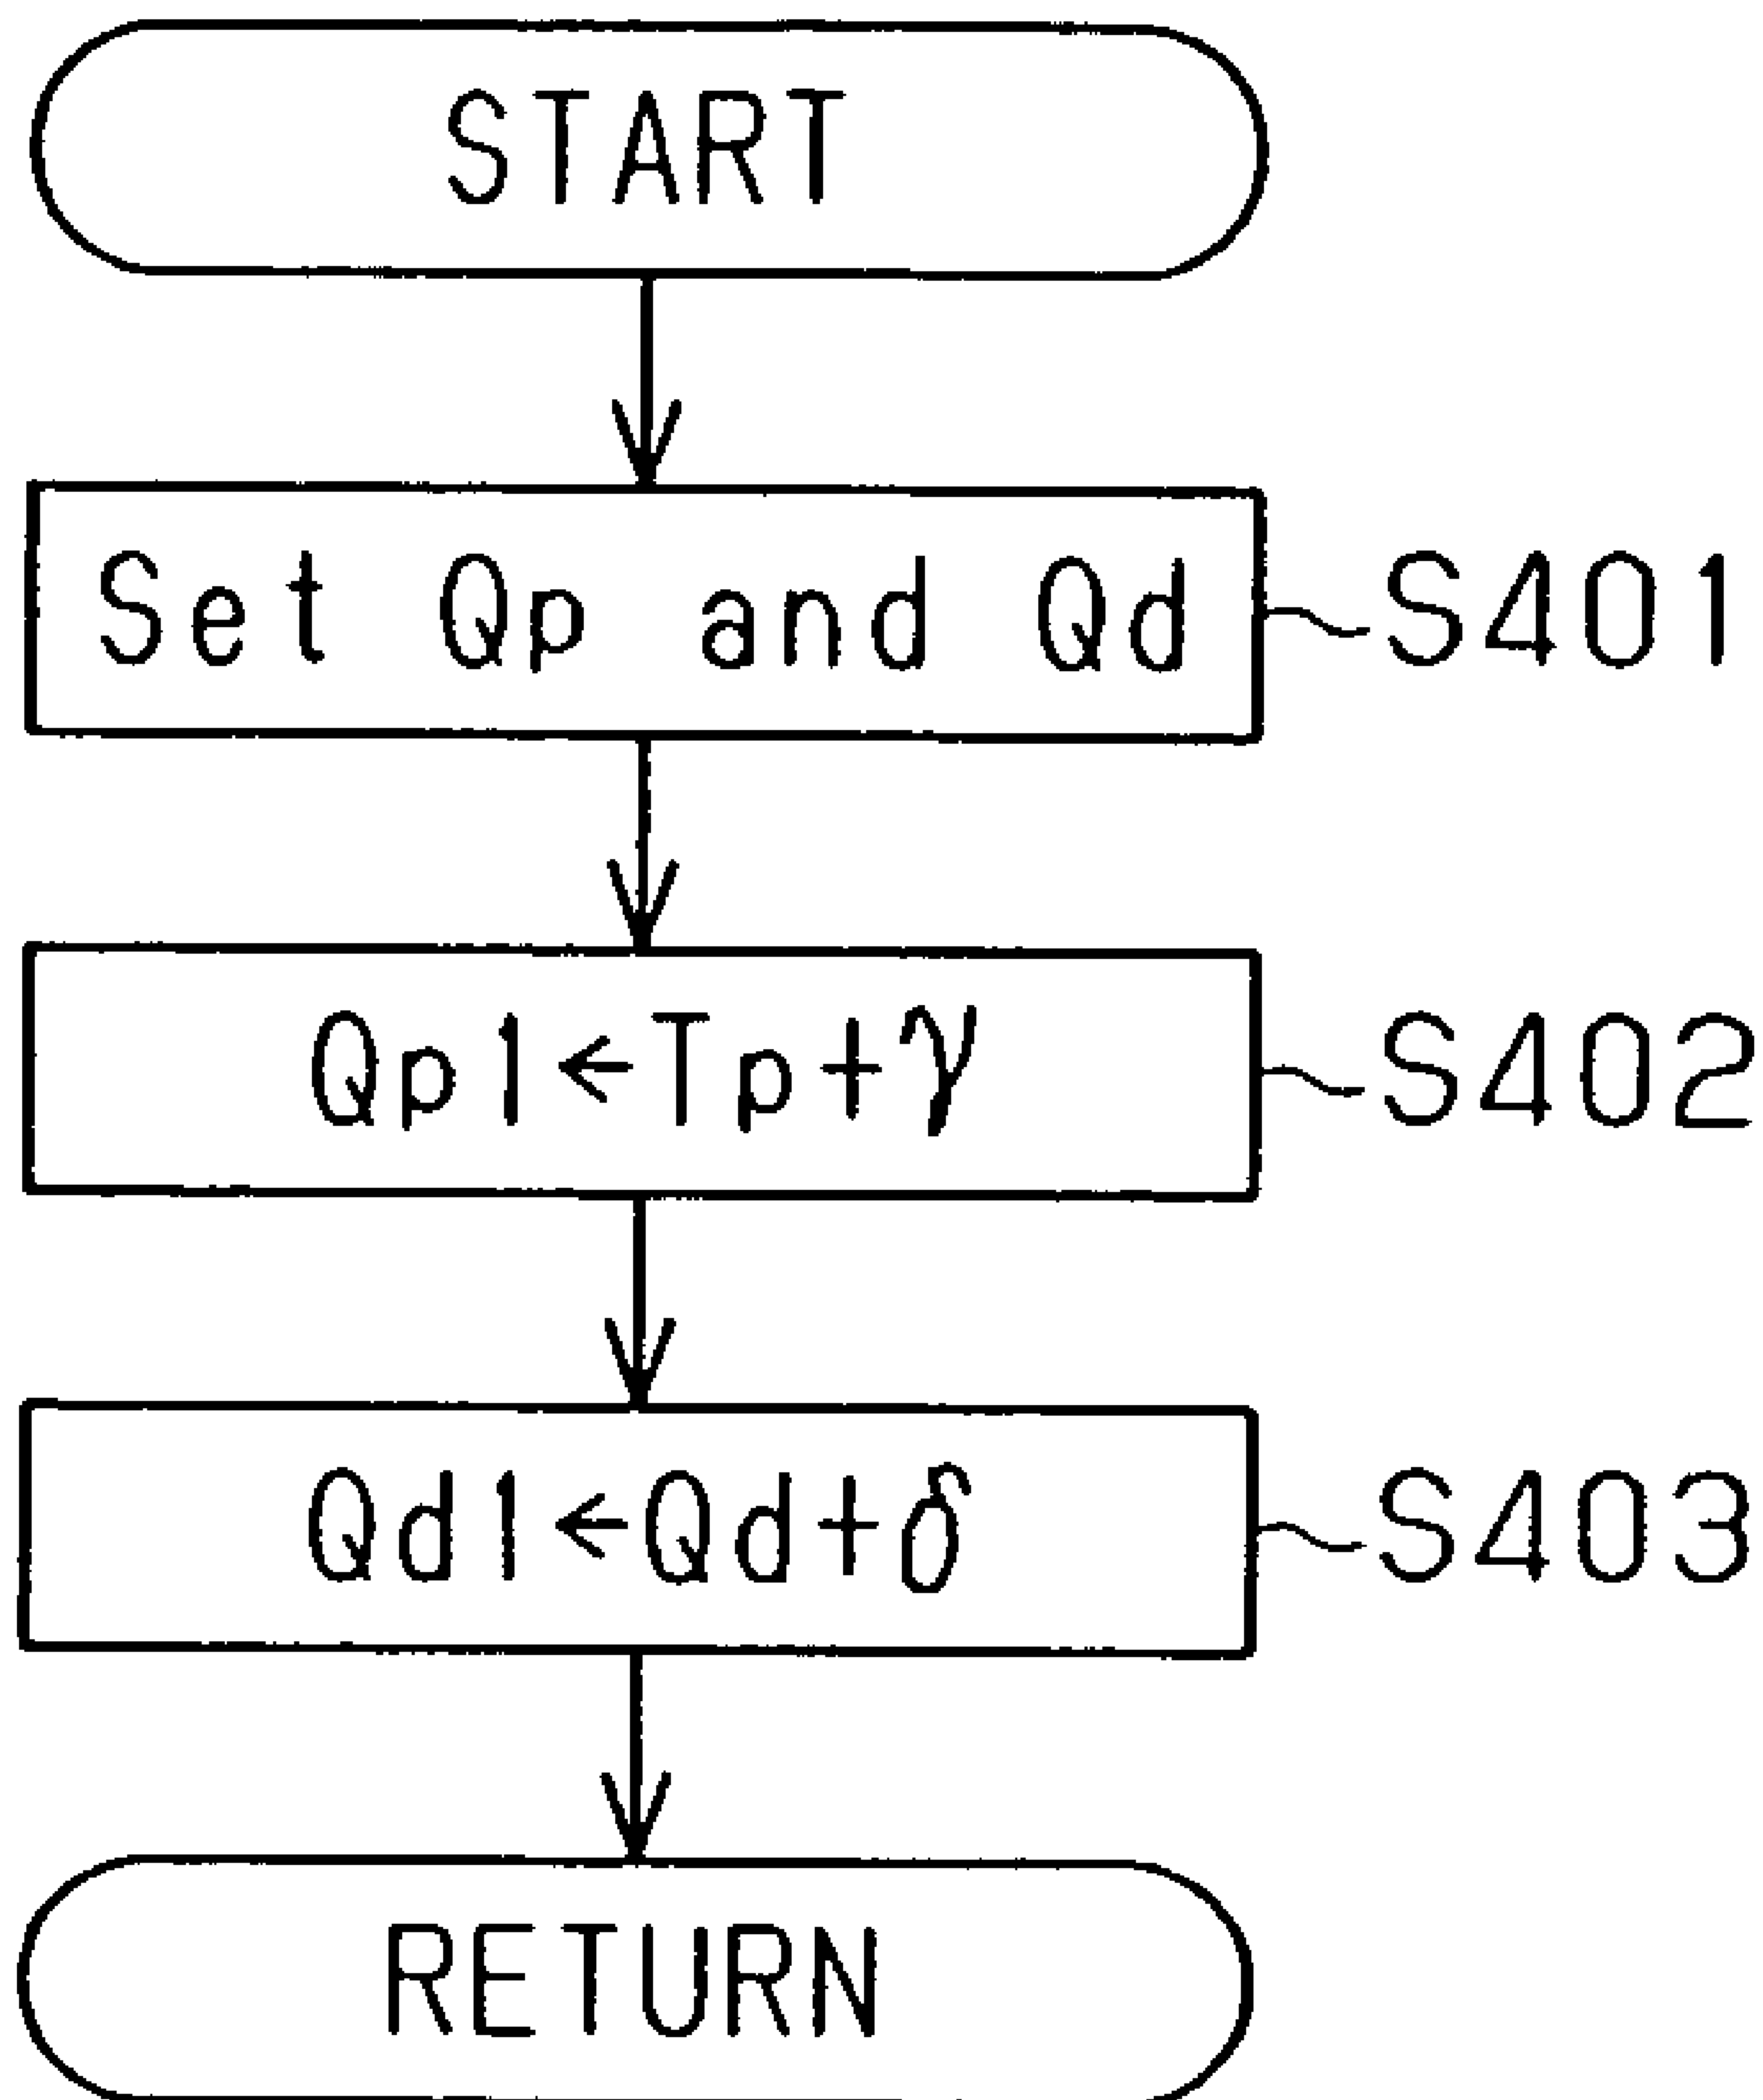 START
Set Qp and Qd S401
Qp1←Tp+γ S402
Qd1←Qd+δ S403
RETURN